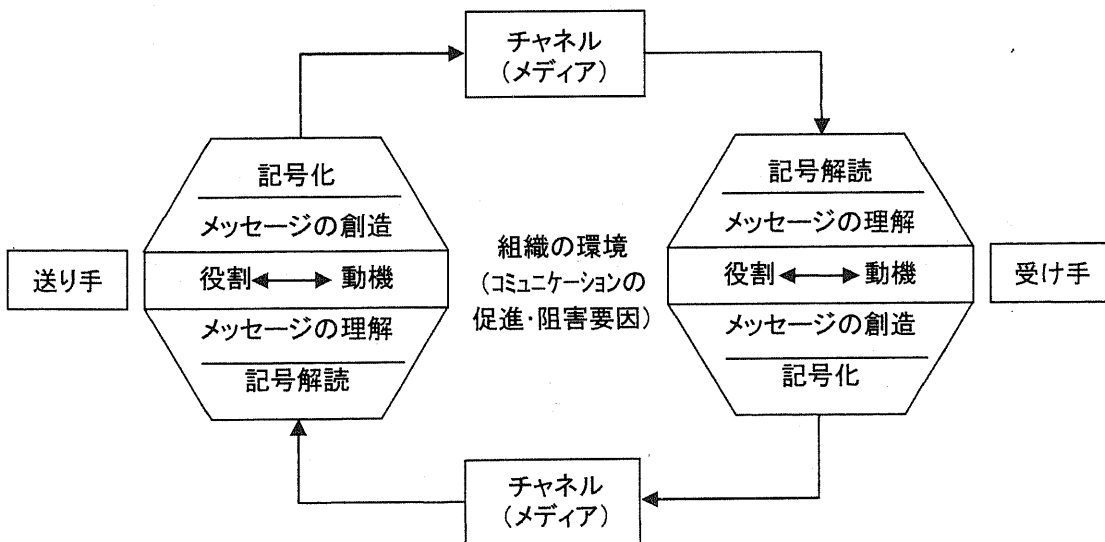 チャネル
(メディア)
記号化
メッセージの創造
役割 動機
メッセージの理解
記号解読
送り手
組織の環境
(コミュニケーションの
促進・阻害要因)
記号解読
メッセージの理解
役割 動機
メッセージの創造
記号化
受け手
チャネル
(メディア)